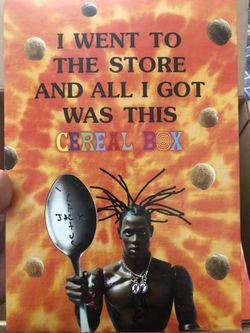 I WENT TO
THE STORE
AND ALL I GOT
WAS THIS
CEREAL BOX